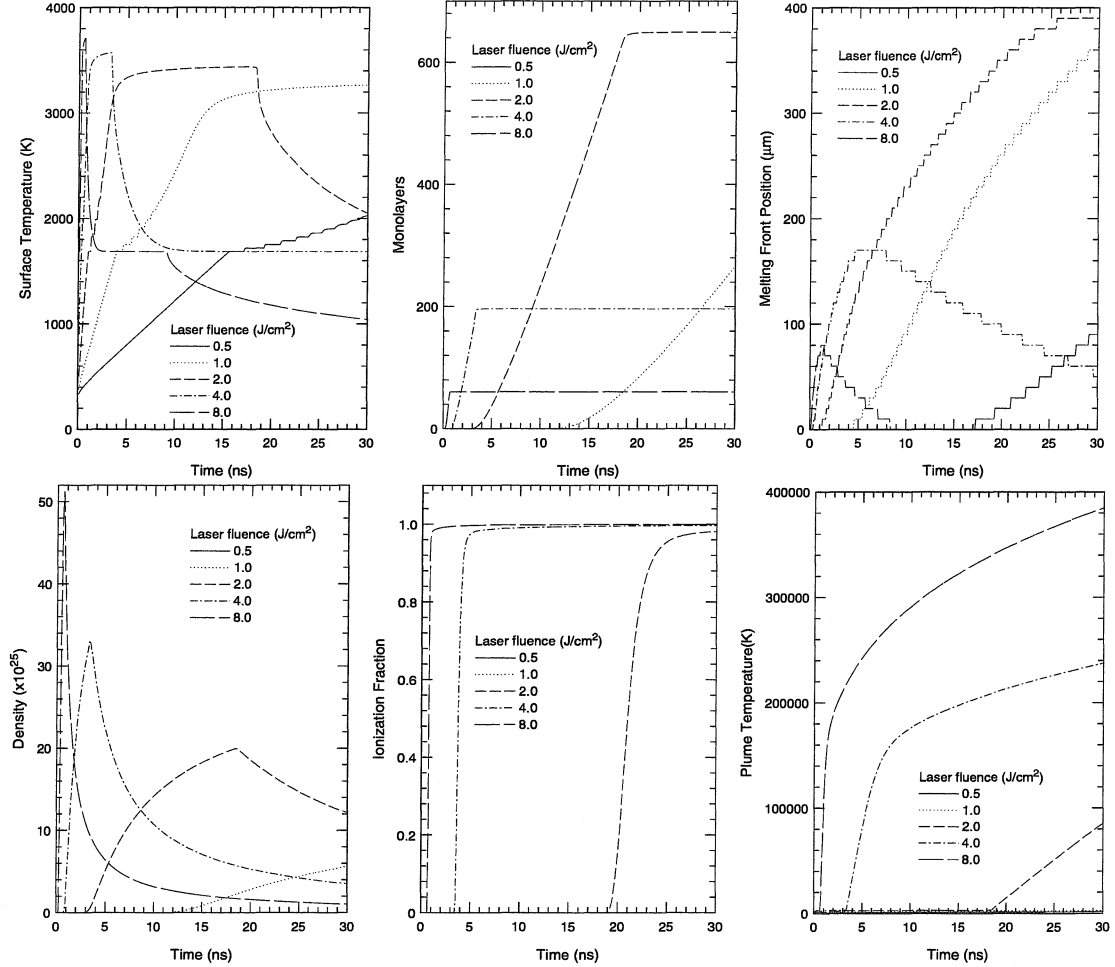 4000
3000
2000
1000
0
Surface Temperature (K)
Laser fluence (J/cm²)
0.5
1.0
2.0
4.0
8.0
0 5 10 15 20 25 30
Time (ns)
600
400
200
0
Monolayers
Laser fluence (J/cm²)
0.5
1.0
2.0
4.0
8.0
0 5 10 15 20 25 30
Time (ns)
400
300
200
100
0
Melting Front Position (μm)
Laser fluence (J/cm²)
0.5
1.0
2.0
4.0
8.0
0 5 10 15 20 25 30
Time (ns)
50
40
30
20
10
0
Density (x10²⁵)
Laser fluence (J/cm²)
0.5
1.0
2.0
4.0
8.0
0 5 10 15 20 25 30
Time (ns)
1.0
0.8
0.6
0.4
0.2
0
Ionization Fraction
Laser fluence (J/cm²)
0.5
1.0
2.0
4.0
8.0
0 5 10 15 20 25 30
Time (ns)
400000
300000
200000
100000
0
Plume Temperature(K)
Laser fluence (J/cm²)
0.5
1.0
2.0
4.0
8.0
0 5 10 15 20 25 30
Time (ns)